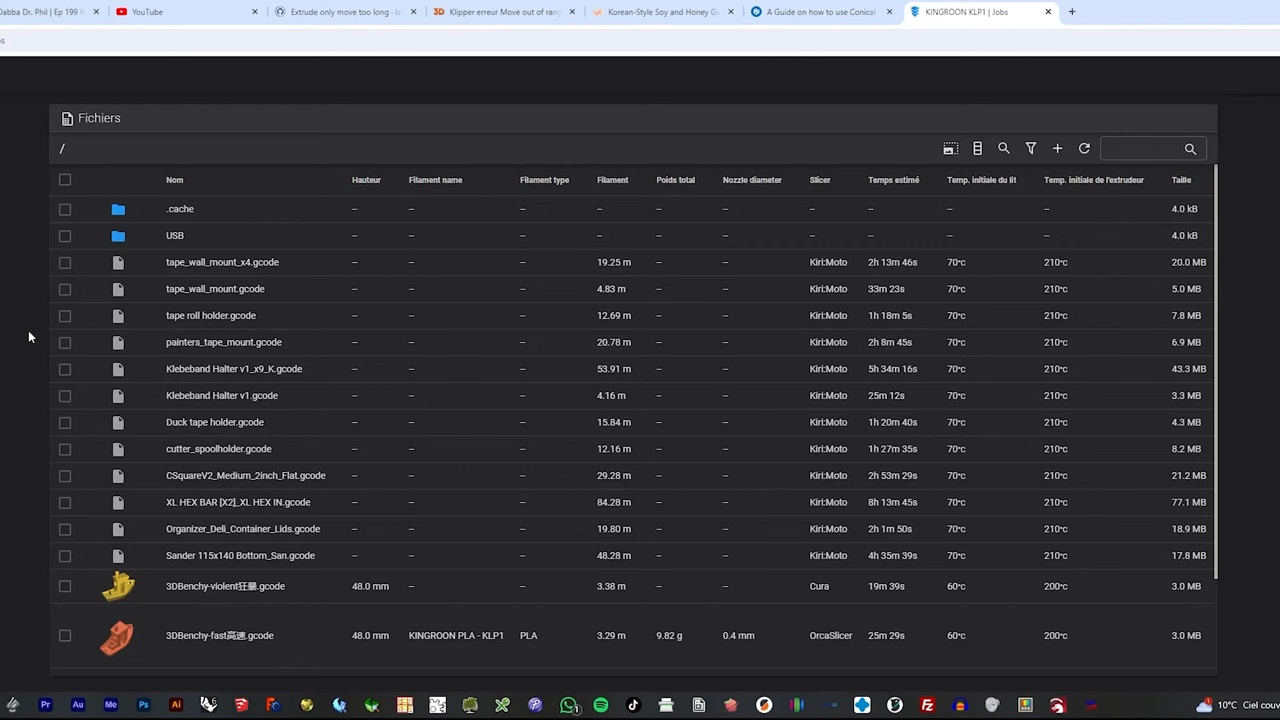 Dabba Dr. Phil | Ep 199 f
YouTube
Extrude only move too long · Is
Klipper erreur Move out of ran
Korean-Style Soy and Honey Ga
A Guide on how to use Conical
KINGROON KLP1 | Jobs
Fichiers
/
Nom Hauteur Filament name Filament type Filament Poids total Nozzle diameter Slicer Temps estimé Temp. initiale du lit Temp. initiale de l'extrudeur Taille
.cache – – – – – – – – – – 4.0 kB
USB – – – – – – – – – – 4.0 kB
tape_wall_mount_x4.gcode – – – 19.25 m – – Kiri:Moto 2h 13m 46s 70°c 210°c 20.0 MB
tape_wall_mount.gcode – – – 4.83 m – – Kiri:Moto 33m 23s 70°c 210°c 5.0 MB
tape roll holder.gcode – – – 12.69 m – – Kiri:Moto 1h 18m 5s 70°c 210°c 7.8 MB
painters_tape_mount.gcode – – – 20.78 m – – Kiri:Moto 2h 8m 45s 70°c 210°c 6.9 MB
Klebeband Halter v1_x9_K.gcode – – – 53.91 m – – Kiri:Moto 5h 34m 16s 70°c 210°c 43.3 MB
Klebeband Halter v1.gcode – – – 4.16 m – – Kiri:Moto 25m 12s 70°c 210°c 3.3 MB
Duck tape holder.gcode – – – 15.84 m – – Kiri:Moto 1h 20m 40s 70°c 210°c 4.3 MB
cutter_spoolholder.gcode – – – 12.16 m – – Kiri:Moto 1h 27m 35s 70°c 210°c 8.2 MB
CSquareV2_Medium_2inch_Flat.gcode – – – 29.28 m – – Kiri:Moto 2h 53m 29s 70°c 210°c 21.2 MB
XL HEX BAR [X2]_XL HEX IN.gcode – – – 84.28 m – – Kiri:Moto 8h 13m 45s 70°c 210°c 77.1 MB
Organizer_Deli_Container_Lids.gcode – – – 19.80 m – – Kiri:Moto 2h 1m 50s 70°c 210°c 18.9 MB
Sander 115x140 Bottom_San.gcode – – – 48.28 m – – Kiri:Moto 4h 35m 39s 70°c 210°c 17.8 MB
3DBenchy-violent狂暴.gcode 48.0 mm – – 3.38 m – – Cura 19m 39s 60°c 200°c 3.0 MB
3DBenchy-fast高速.gcode 48.0 mm KINGROON PLA - KLP1 PLA 3.29 m 9.82 g 0.4 mm OrcaSlicer 25m 29s 60°c 200°c 3.0 MB
10°C Ciel couv